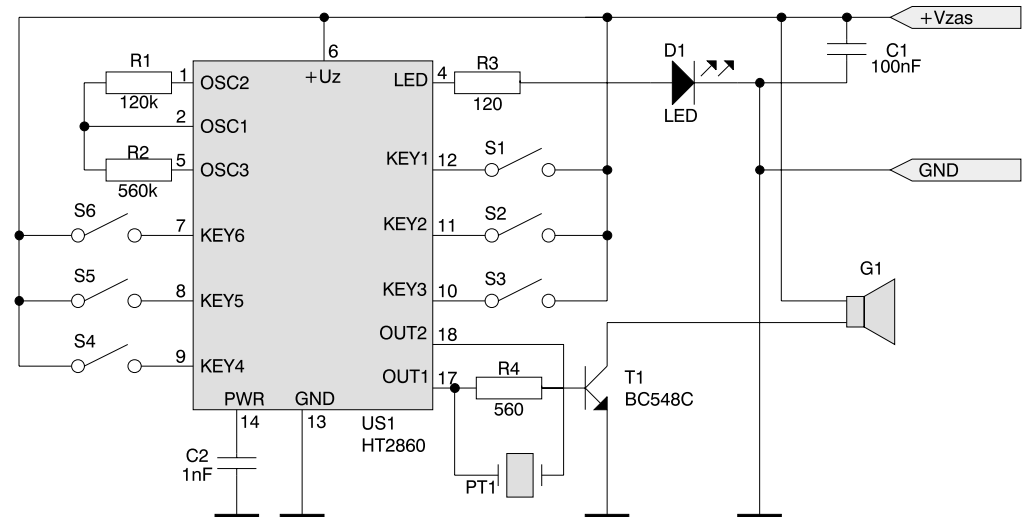 +Vzas
R1
6
D1
C1
100nF
1
OSC2
+Uz
LED
4
R3
120k
120
LED
2
OSC1
R2
5
OSC3
KEY1
12
S1
GND
560k
S6
7
KEY6
KEY2
11
S2
S5
8
KEY5
KEY3
10
S3
G1
S4
9
KEY4
OUT2
18
OUT1
17
R4
560
T1
BC548C
PWR
GND
14
13
US1
HT2860
C2
1nF
PT1